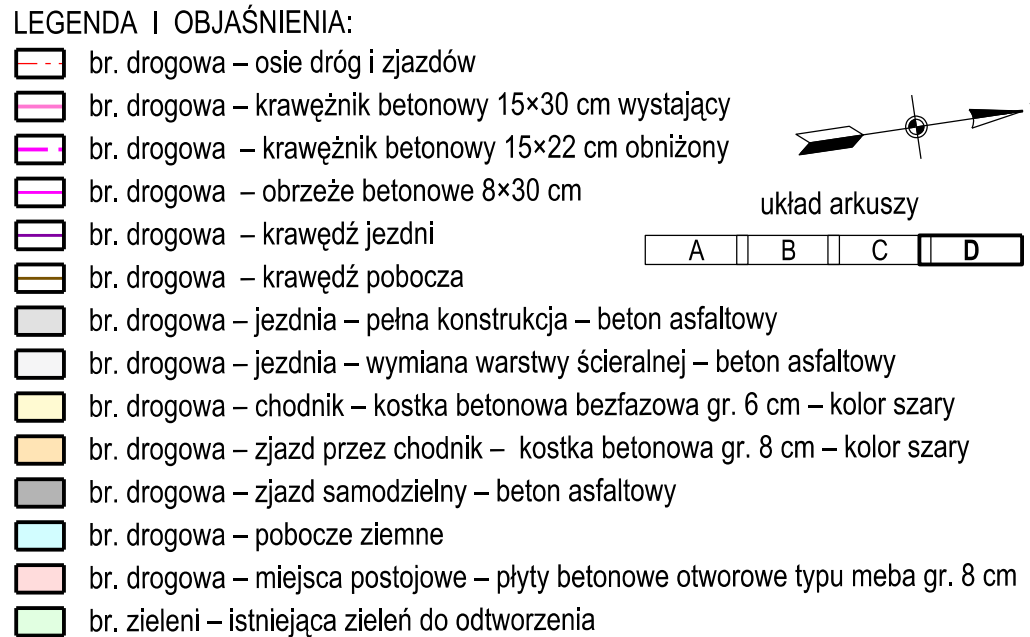 LEGENDA I OBJAŚNIENIA:
br. drogowa – osie dróg i zjazdów
br. drogowa – krawężnik betonowy 15×30 cm wystający
br. drogowa – krawężnik betonowy 15×22 cm obniżony
br. drogowa – obrzeże betonowe 8×30 cm
br. drogowa – krawędź jezdni
br. drogowa – krawędź pobocza
br. drogowa – jezdnia – pełna konstrukcja – beton asfaltowy
br. drogowa – jezdnia – wymiana warstwy ścieralnej – beton asfaltowy
br. drogowa – chodnik – kostka betonowa bezfazowa gr. 6 cm – kolor szary
br. drogowa – zjazd przez chodnik – kostka betonowa gr. 8 cm – kolor szary
br. drogowa – zjazd samodzielny – beton asfaltowy
br. drogowa – pobocze ziemne
br. drogowa – miejsca postojowe – płyty betonowe otworowe typu meba gr. 8 cm
br. zieleni – istniejąca zieleń do odtworzenia
układ arkuszy
A B C D